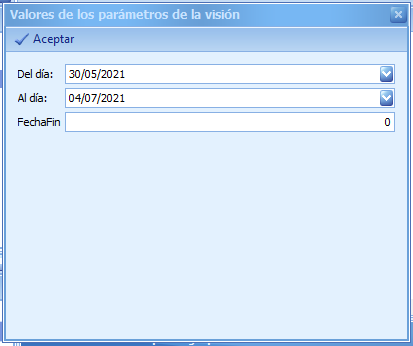 Valores de los parámetros de la visión
Aceptar
Del día: 30/05/2021
Al día: 04/07/2021
FechaFin 0